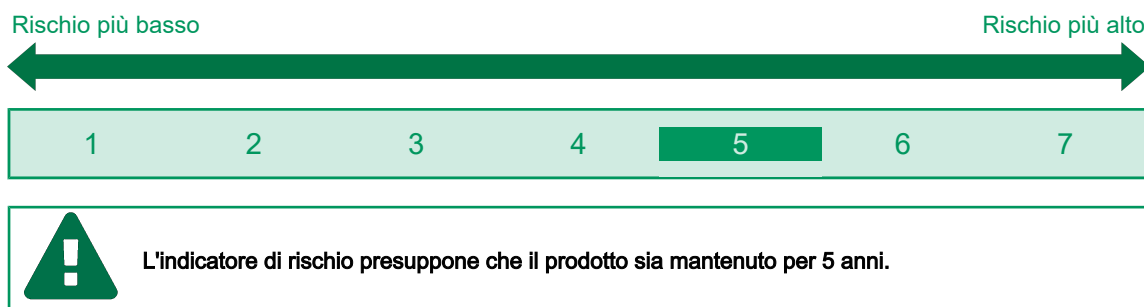 Rischio più basso Rischio più alto
1 2 3 4 5 6 7
L'indicatore di rischio presuppone che il prodotto sia mantenuto per 5 anni.